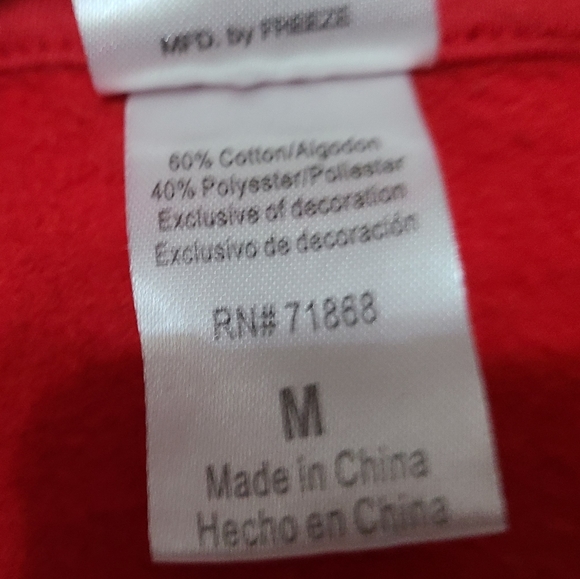 MFD. by FREEZE
60% Cotton/Algodon
40% Polyester/Poliester
Exclusive of decoration
Exclusivo de decoración
RN# 71868
M
Made in China
Hecho en China